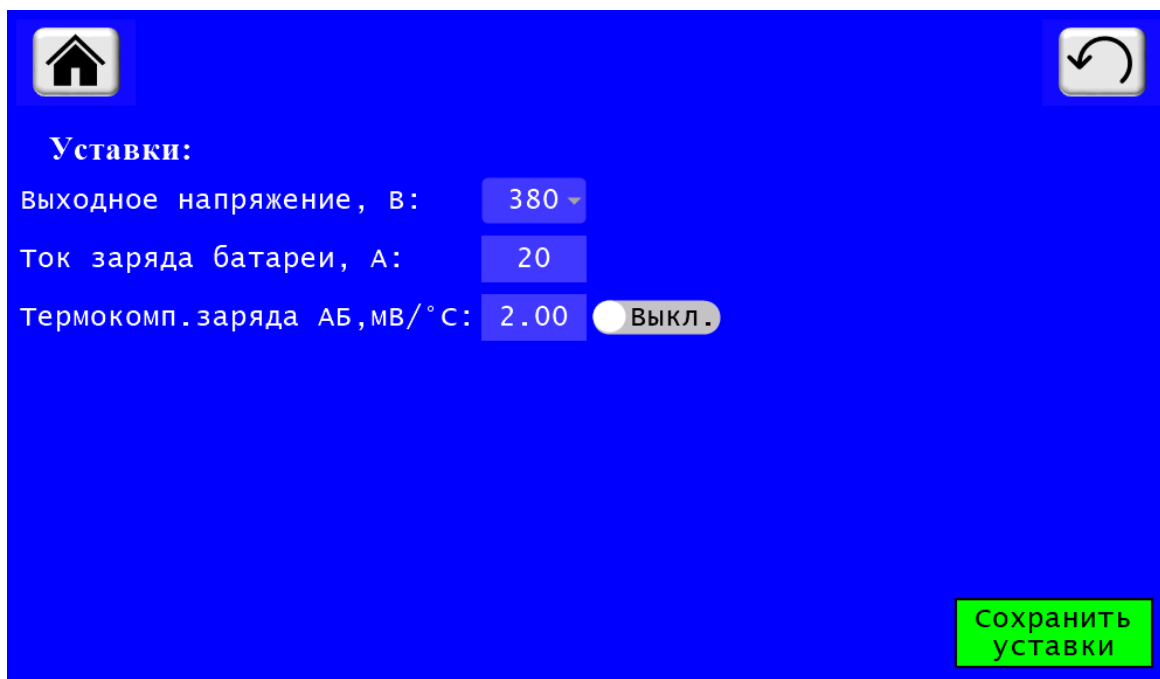 Уставки:
Выходное напряжение, В: 380
Ток заряда батареи, А: 20
Термокомп.заряда АБ,мВ/°С: 2.00 Выкл.
Сохранить
уставки